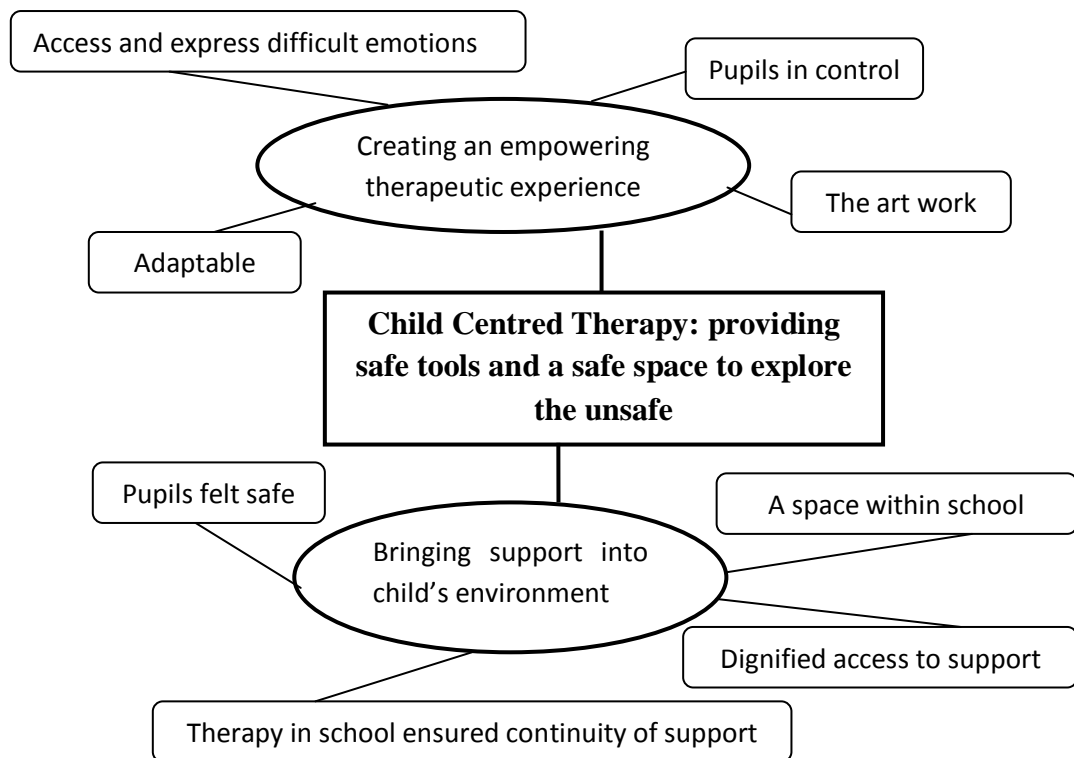 Access and express difficult emotions
Pupils in control
Creating an empowering
therapeutic experience
The art work
Adaptable
Child Centred Therapy: providing
safe tools and a safe space to explore
the unsafe
Pupils felt safe
A space within school
Bringing support into
child’s environment
Dignified access to support
Therapy in school ensured continuity of support